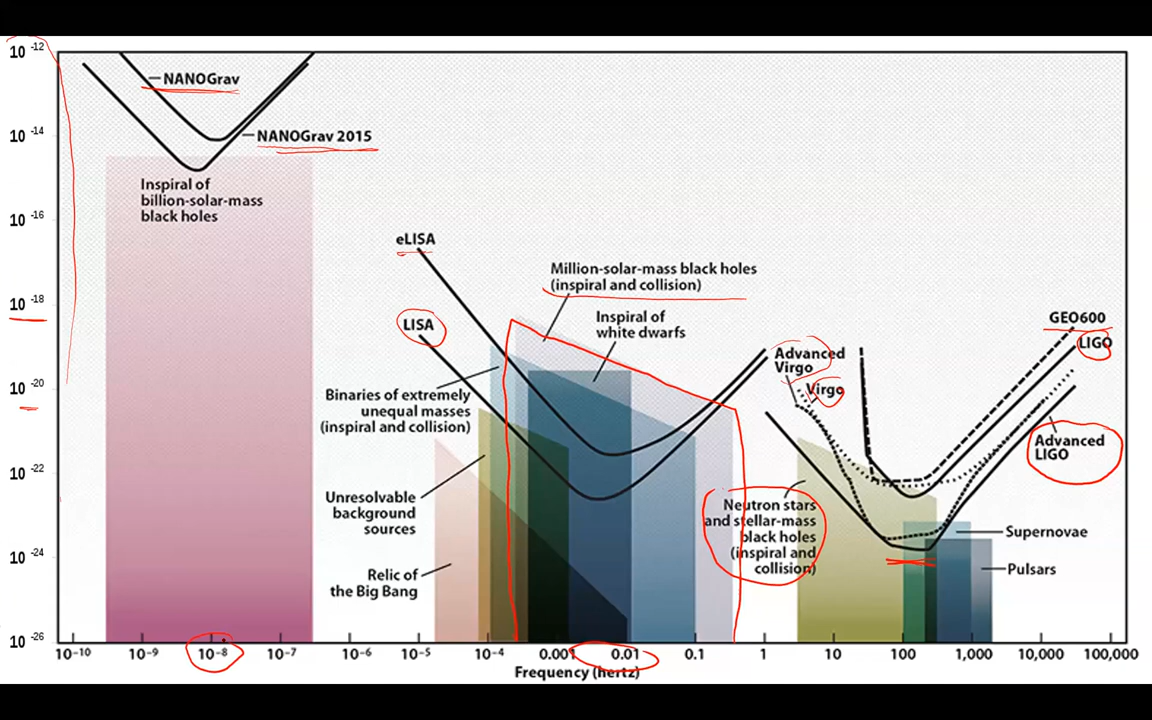 10 -12
NANOGrav
10 -14
NANOGrav 2015
Inspiral of
billion-solar-mass
black holes
10 -16
eLISA
Million-solar-mass black holes
(inspiral and collision)
10 -18
LISA
Inspiral of
white dwarfs
GEO600
LIGO
Advanced
Virgo
Virgo
10 -20
Binaries of extremely
unequal masses
(inspiral and collision)
Advanced
LIGO
10 -22
Unresolvable
background
sources
Neutron stars
and stellar-mass
black holes
(inspiral and
collision)
Supernovae
10 -24
Relic of
the Big Bang
Pulsars
10 -26
10⁻¹⁰ 10⁻⁹ 10⁻⁸ 10⁻⁷ 10⁻⁶ 10⁻⁵ 10⁻⁴ 0.001 0.01 0.1 1 10 100 1,000 10,000 100,000
Frequency (hertz)